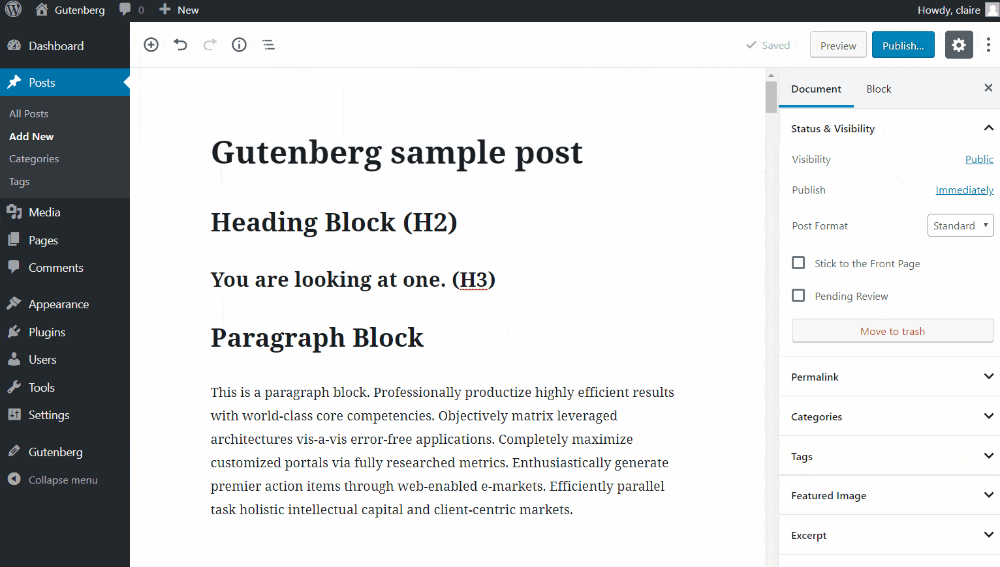 Gutenberg 0 New Howdy, claire
Dashboard
Posts
All Posts
Add New
Categories
Tags
Media
Pages
Comments
Appearance
Plugins
Users
Tools
Settings
Gutenberg
Collapse menu
Saved Preview Publish...
Gutenberg sample post
Heading Block (H2)
You are looking at one. (H3)
Paragraph Block
This is a paragraph block. Professionally productize highly efficient results
with world-class core competencies. Objectively matrix leveraged
architectures vis-a-vis error-free applications. Completely maximize
customized portals via fully researched metrics. Enthusiastically generate
premier action items through web-enabled e-markets. Efficiently parallel
task holistic intellectual capital and client-centric markets.
Document Block
Status & Visibility
Visibility Public
Publish Immediately
Post Format Standard
Stick to the Front Page
Pending Review
Move to trash
Permalink
Categories
Tags
Featured Image
Excerpt